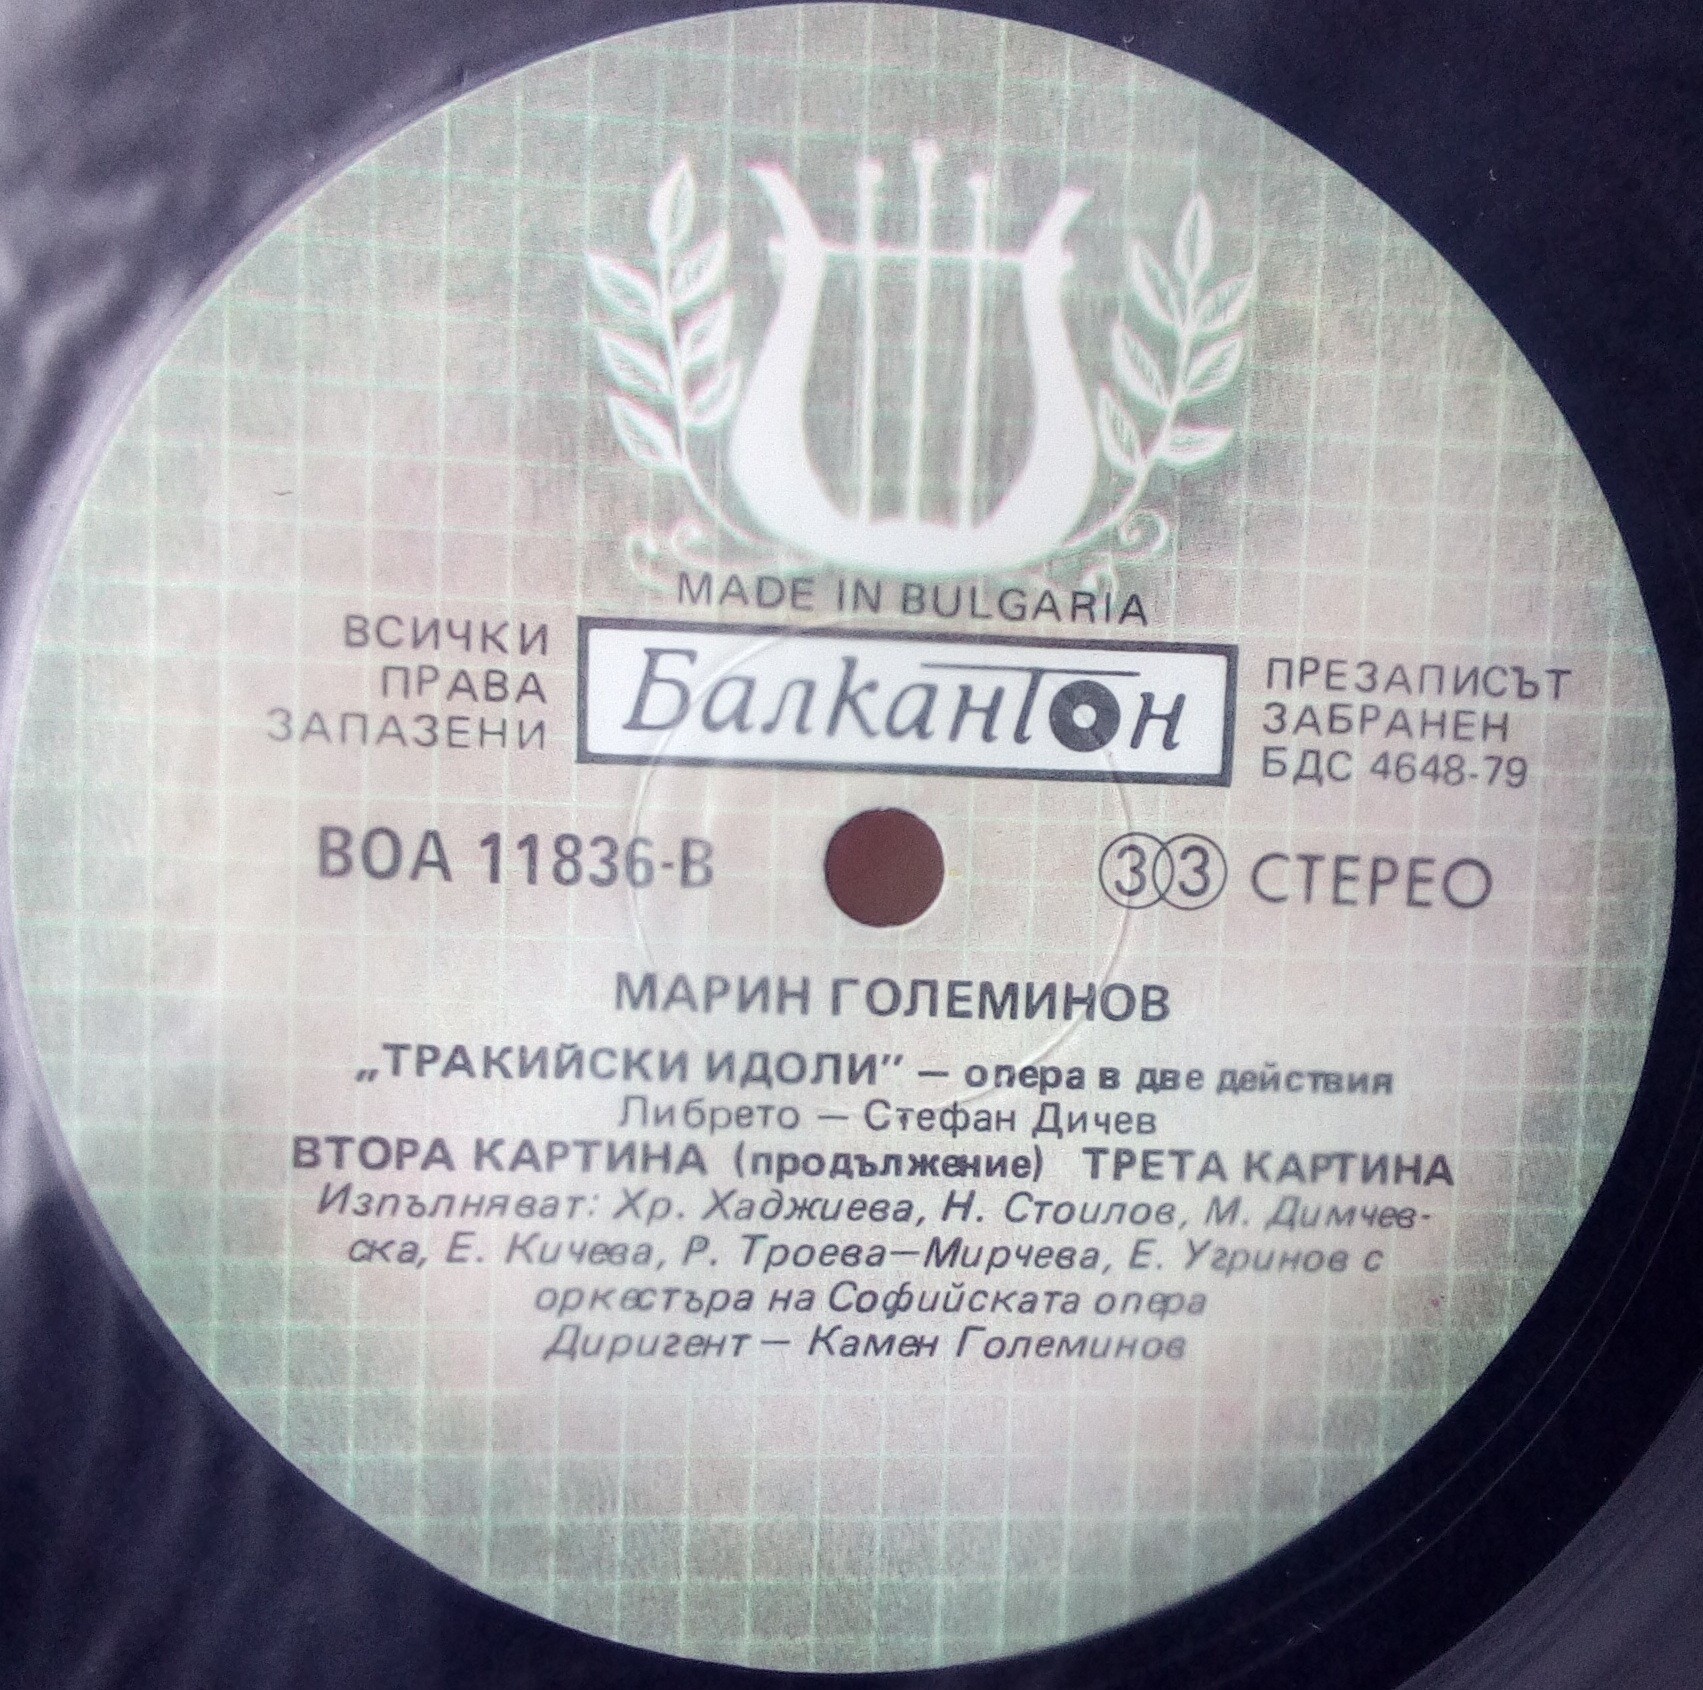 MADE IN BULGARIA
ВСИЧКИ
ПРАВА
ЗАПАЗЕНИ
Балкантон
ПРЕЗАПИСЪТ
ЗАБРАНЕН
БДС 4648-79
ВОА 11836-В
33 СТЕРЕО
МАРИН ГОЛЕМИНОВ
„ТРАКИЙСКИ ИДОЛИ” — опера в две действия
Либрето — Стефан Дичев
ВТОРА КАРТИНА (продължение) ТРЕТА КАРТИНА
Изпълняват: Хр. Хаджиева, Н. Стоилов, М. Димчев-
ска, Е. Кичева, Р. Троева—Мирчева, Е. Угринов с
оркестъра на Софийската опера
Диригент — Камен Големинов